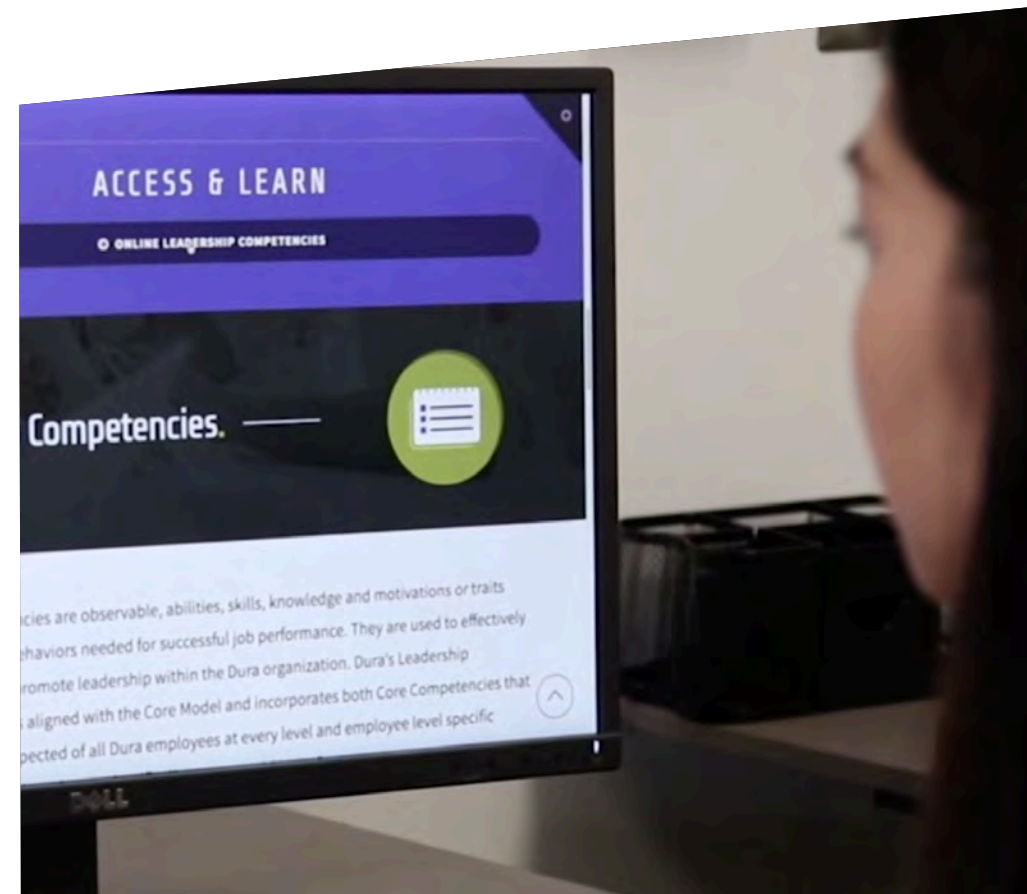 ACCESS & LEARN
ONLINE LEADERSHIP COMPETENCIES
Competencies.
cies are observable, abilities, skills, knowledge and motivations or traits
ehaviors needed for successful job performance. They are used to effectively
romote leadership within the Dura organization. Dura's Leadership
s aligned with the Core Model and incorporates both Core Competencies that
pected of all Dura employees at every level and employee level specific
DELL